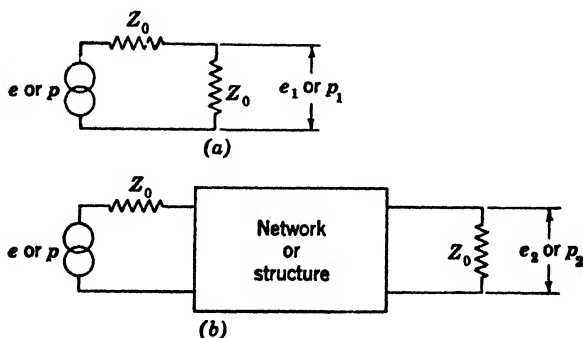 Z₀
e or p
Z₀
e₁ or p₁
(a)
Z₀
e or p
Network
or
structure
Z₀
e₂ or p₂
(b)